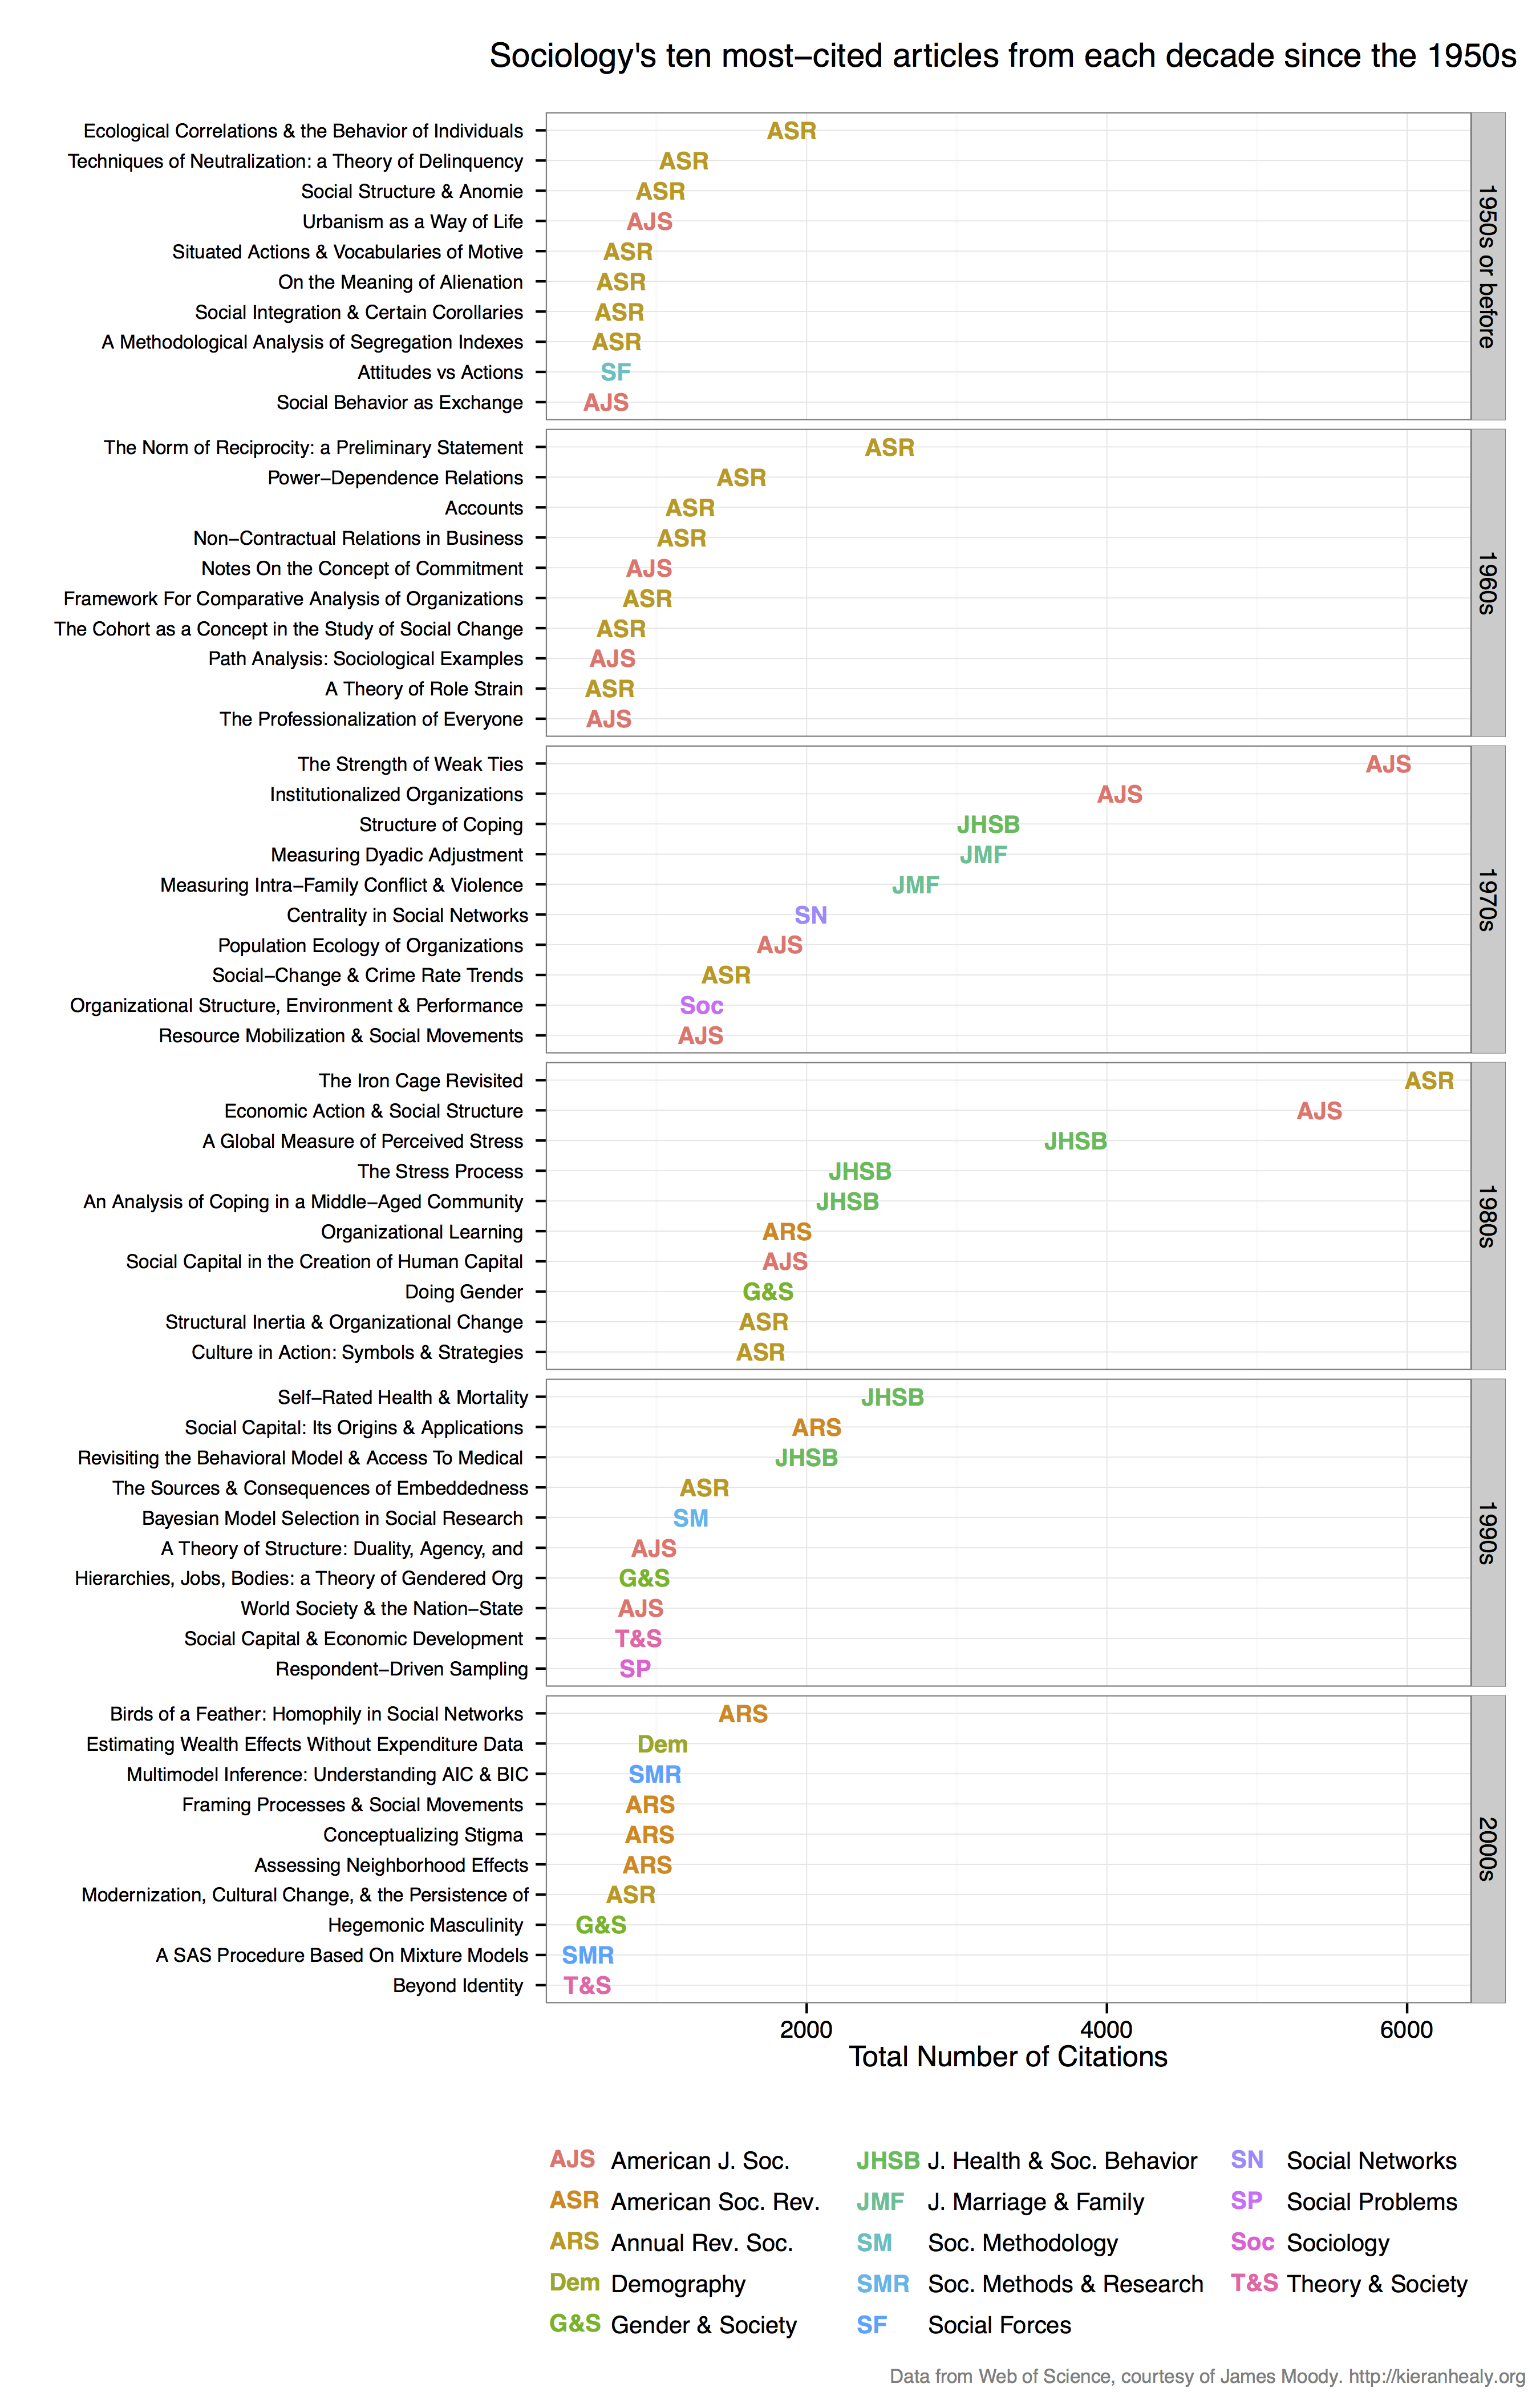 Sociology's ten most-cited articles from each decade since the 1950s
Ecological Correlations & the Behavior of Individuals ASR
Techniques of Neutralization: a Theory of Delinquency ASR
Social Structure & Anomie ASR
Urbanism as a Way of Life AJS
Situated Actions & Vocabularies of Motive ASR
On the Meaning of Alienation ASR
Social Integration & Certain Corollaries ASR
A Methodological Analysis of Segregation Indexes ASR
Attitudes vs Actions SF
Social Behavior as Exchange AJS
1950s or before
The Norm of Reciprocity: a Preliminary Statement ASR
Power-Dependence Relations ASR
Accounts ASR
Non-Contractual Relations in Business ASR
Notes On the Concept of Commitment AJS
Framework For Comparative Analysis of Organizations ASR
The Cohort as a Concept in the Study of Social Change ASR
Path Analysis: Sociological Examples AJS
A Theory of Role Strain ASR
The Professionalization of Everyone AJS
1960s
The Strength of Weak Ties AJS
Institutionalized Organizations AJS
Structure of Coping JHSB
Measuring Dyadic Adjustment JMF
Measuring Intra-Family Conflict & Violence JMF
Centrality in Social Networks SN
Population Ecology of Organizations AJS
Social-Change & Crime Rate Trends ASR
Organizational Structure, Environment & Performance Soc
Resource Mobilization & Social Movements AJS
1970s
The Iron Cage Revisited ASR
Economic Action & Social Structure AJS
A Global Measure of Perceived Stress JHSB
The Stress Process JHSB
An Analysis of Coping in a Middle-Aged Community JHSB
Organizational Learning ARS
Social Capital in the Creation of Human Capital AJS
Doing Gender G&S
Structural Inertia & Organizational Change ASR
Culture in Action: Symbols & Strategies ASR
1980s
Self-Rated Health & Mortality JHSB
Social Capital: Its Origins & Applications ARS
Revisiting the Behavioral Model & Access To Medical JHSB
The Sources & Consequences of Embeddedness ASR
Bayesian Model Selection in Social Research SM
A Theory of Structure: Duality, Agency, and AJS
Hierarchies, Jobs, Bodies: a Theory of Gendered Org G&S
World Society & the Nation-State AJS
Social Capital & Economic Development T&S
Respondent-Driven Sampling SP
1990s
Birds of a Feather: Homophily in Social Networks ARS
Estimating Wealth Effects Without Expenditure Data Dem
Multimodel Inference: Understanding AIC & BIC SMR
Framing Processes & Social Movements ARS
Conceptualizing Stigma ARS
Assessing Neighborhood Effects ARS
Modernization, Cultural Change, & the Persistence of ASR
Hegemonic Masculinity G&S
A SAS Procedure Based On Mixture Models SMR
Beyond Identity T&S
2000s
2000 4000 6000
Total Number of Citations
AJS American J. Soc.
ASR American Soc. Rev.
ARS Annual Rev. Soc.
Dem Demography
G&S Gender & Society
JHSB J. Health & Soc. Behavior
JMF J. Marriage & Family
SM Soc. Methodology
SMR Soc. Methods & Research
SF Social Forces
SN Social Networks
SP Social Problems
Soc Sociology
T&S Theory & Society
Data from Web of Science, courtesy of James Moody. http://kieranhealy.org